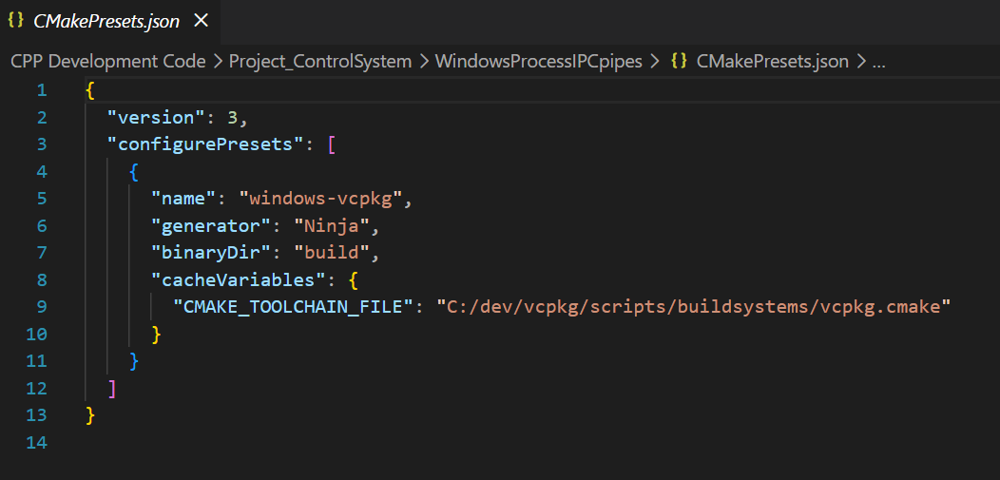 {} CMakePresets.json X
CPP Development Code > Project_ControlSystem > WindowsProcessIPCpipes > {} CMakePresets.json > ...
1 {
2 "version": 3,
3 "configurePresets": [
4 {
5 "name": "windows-vcpkg",
6 "generator": "Ninja",
7 "binaryDir": "build",
8 "cacheVariables": {
9 "CMAKE_TOOLCHAIN_FILE": "C:/dev/vcpkg/scripts/buildsystems/vcpkg.cmake"
10 }
11 }
12 ]
13 }
14